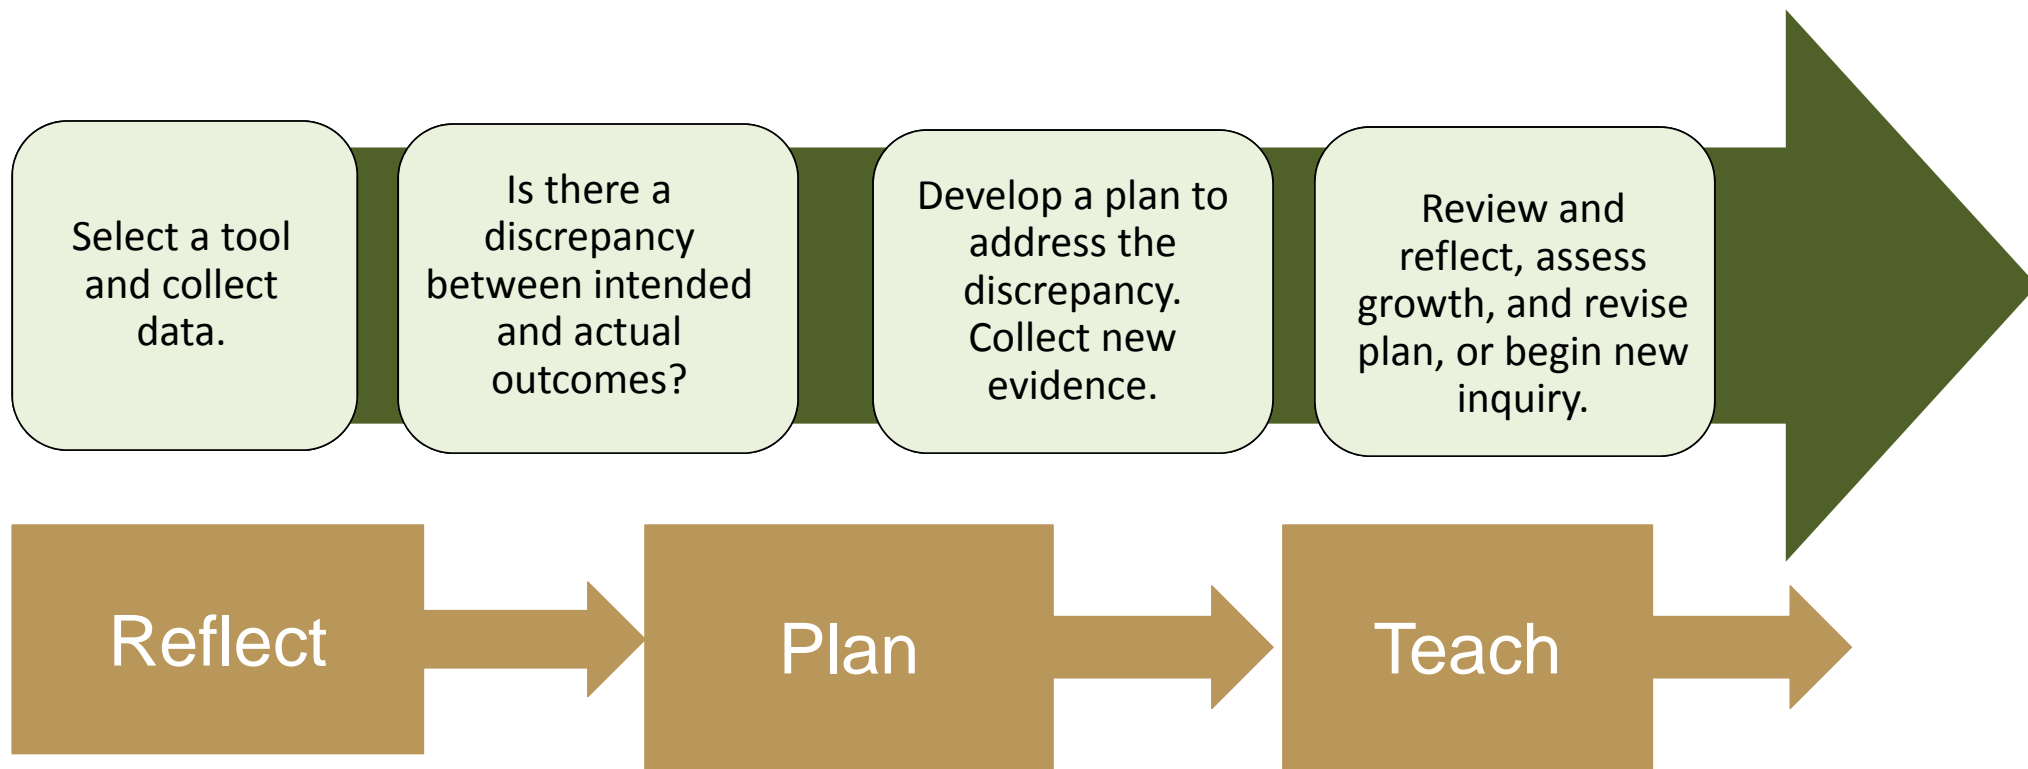 Select a tool
and collect
data.
Is there a
discrepancy
between intended
and actual
outcomes?
Develop a plan to
address the
discrepancy.
Collect new
evidence.
Review and
reflect, assess
growth, and revise
plan, or begin new
inquiry.
Reflect
Plan
Teach